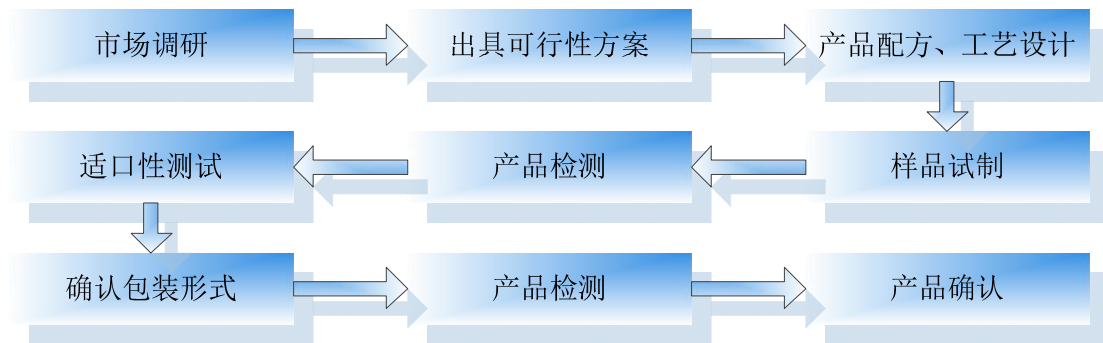 市场调研
出具可行性方案
产品配方、工艺设计
适口性测试
产品检测
样品试制
确认包装形式
产品检测
产品确认